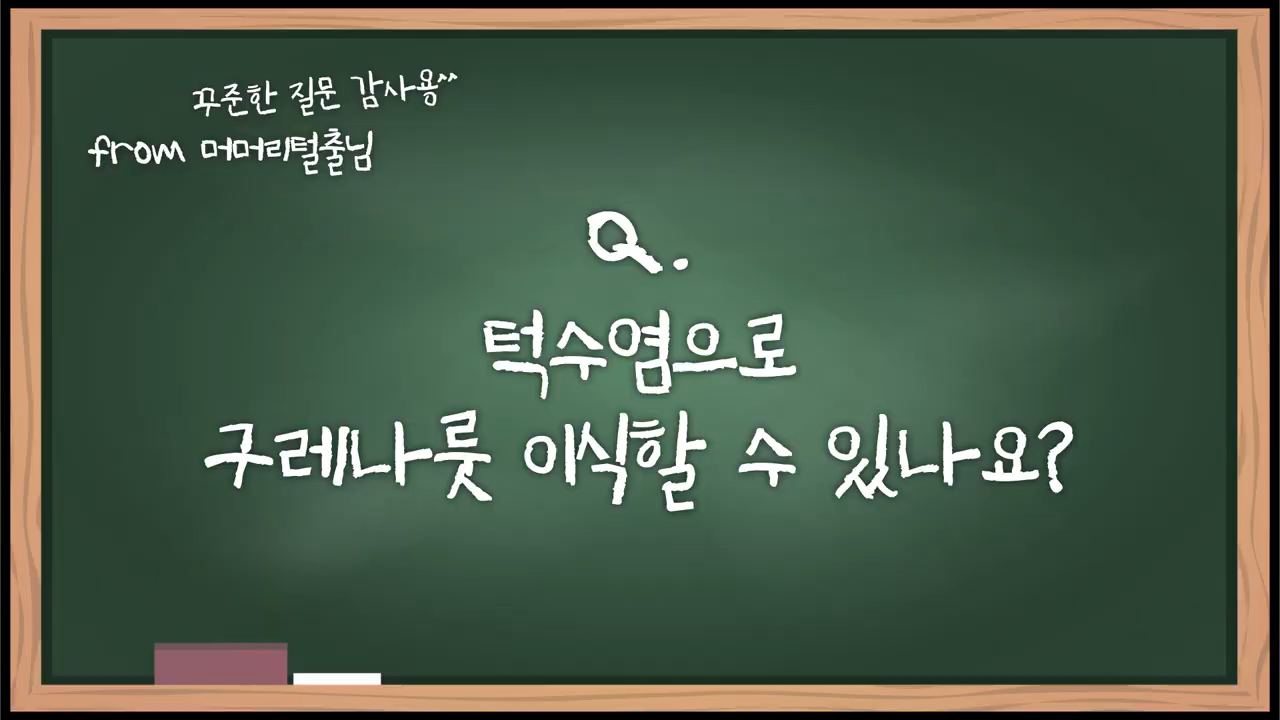 꾸준한 질문 감사용^^
from 머머리털출님
Q.
턱수염으로
구레나룻 이식할 수 있나요?